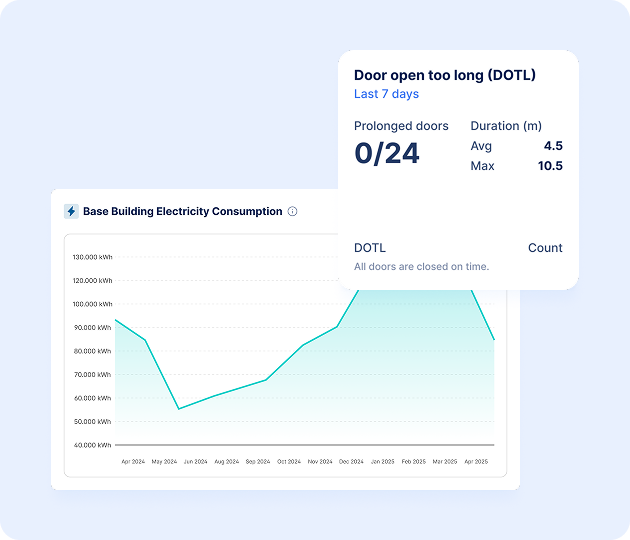 Door open too long (DOTL)
Last 7 days
Prolonged doors
0/24
Duration (m)
Avg 4.5
Max 10.5
DOTL Count
All doors are closed on time.
Base Building Electricity Consumption
130.000 kWh
120.000 kWh
100.000 kWh
90.000 kWh
80.000 kWh
70.000 kWh
60.000 kWh
50.000 kWh
40.000 kWh
Apr 2024 May 2024 Jun 2024 Aug 2024 Sep 2024 Oct 2024 Nov 2024 Dec 2024 Jan 2025 Feb 2025 Mar 2025 Apr 2025